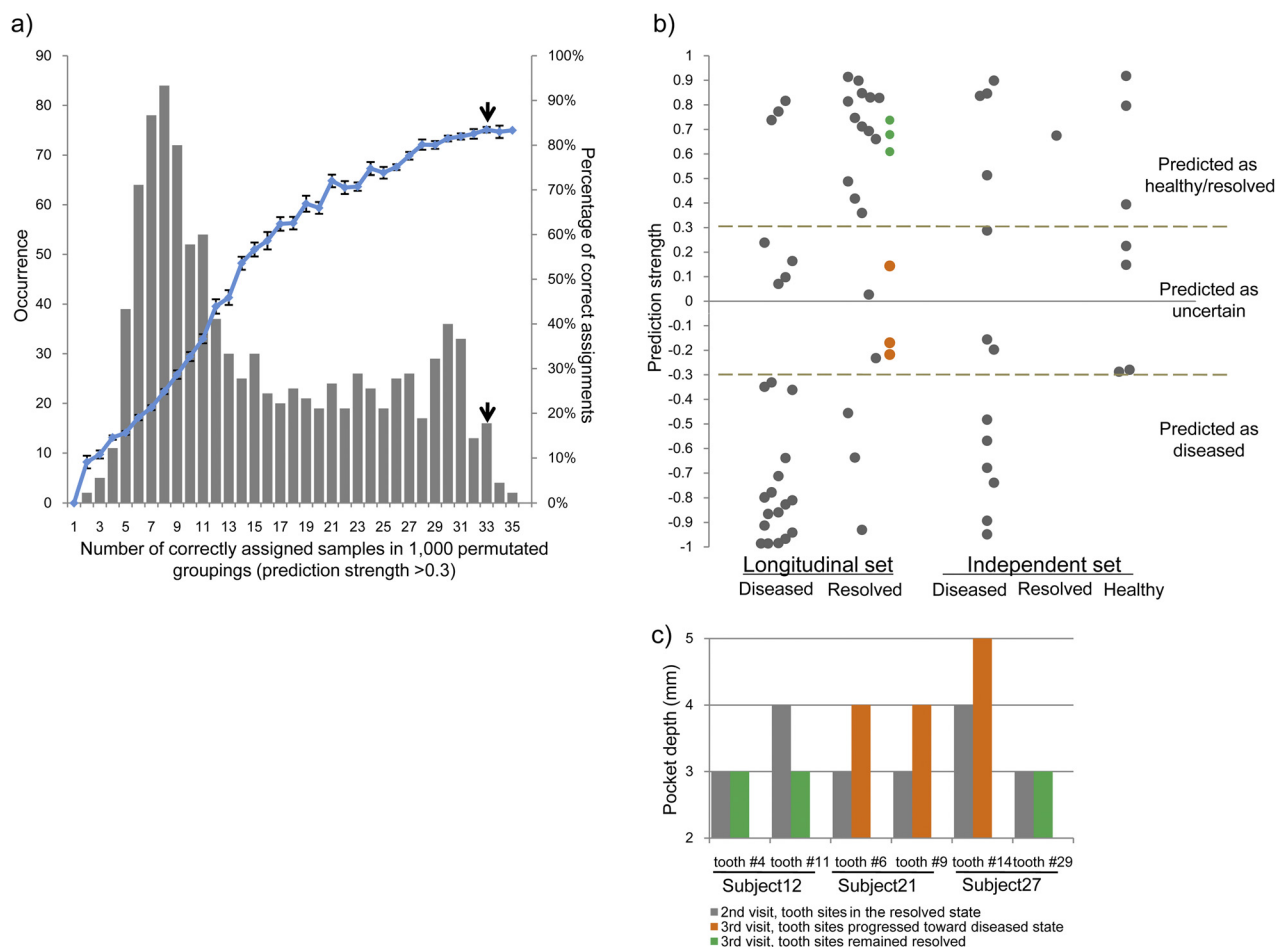 a)
90
80
70
60
50
40
30
20
10
0
Occurrence
100%
90%
80%
70%
60%
50%
40%
30%
20%
10%
0%
Percentage of correct assignments
1 3 5 7 9 11 13 15 17 19 21 23 25 27 29 31 33 35
Number of correctly assigned samples in 1,000 permutated
groupings (prediction strength >0.3)
b)
1
0.9
0.8
0.7
0.6
0.5
0.4
0.3
0.2
0.1
0
-0.1
-0.2
-0.3
-0.4
-0.5
-0.6
-0.7
-0.8
-0.9
-1
Prediction strength
Predicted as
healthy/resolved
Predicted as
uncertain
Predicted as
diseased
Longitudinal set Independent set
Diseased Resolved Diseased Resolved Healthy
c)
5
4
3
2
Pocket depth (mm)
tooth #4 tooth #11 tooth #6 tooth #9 tooth #14 tooth #29
Subject12 Subject21 Subject27
2nd visit, tooth sites in the resolved state
3rd visit, tooth sites progressed toward diseased state
3rd visit, tooth sites remained resolved